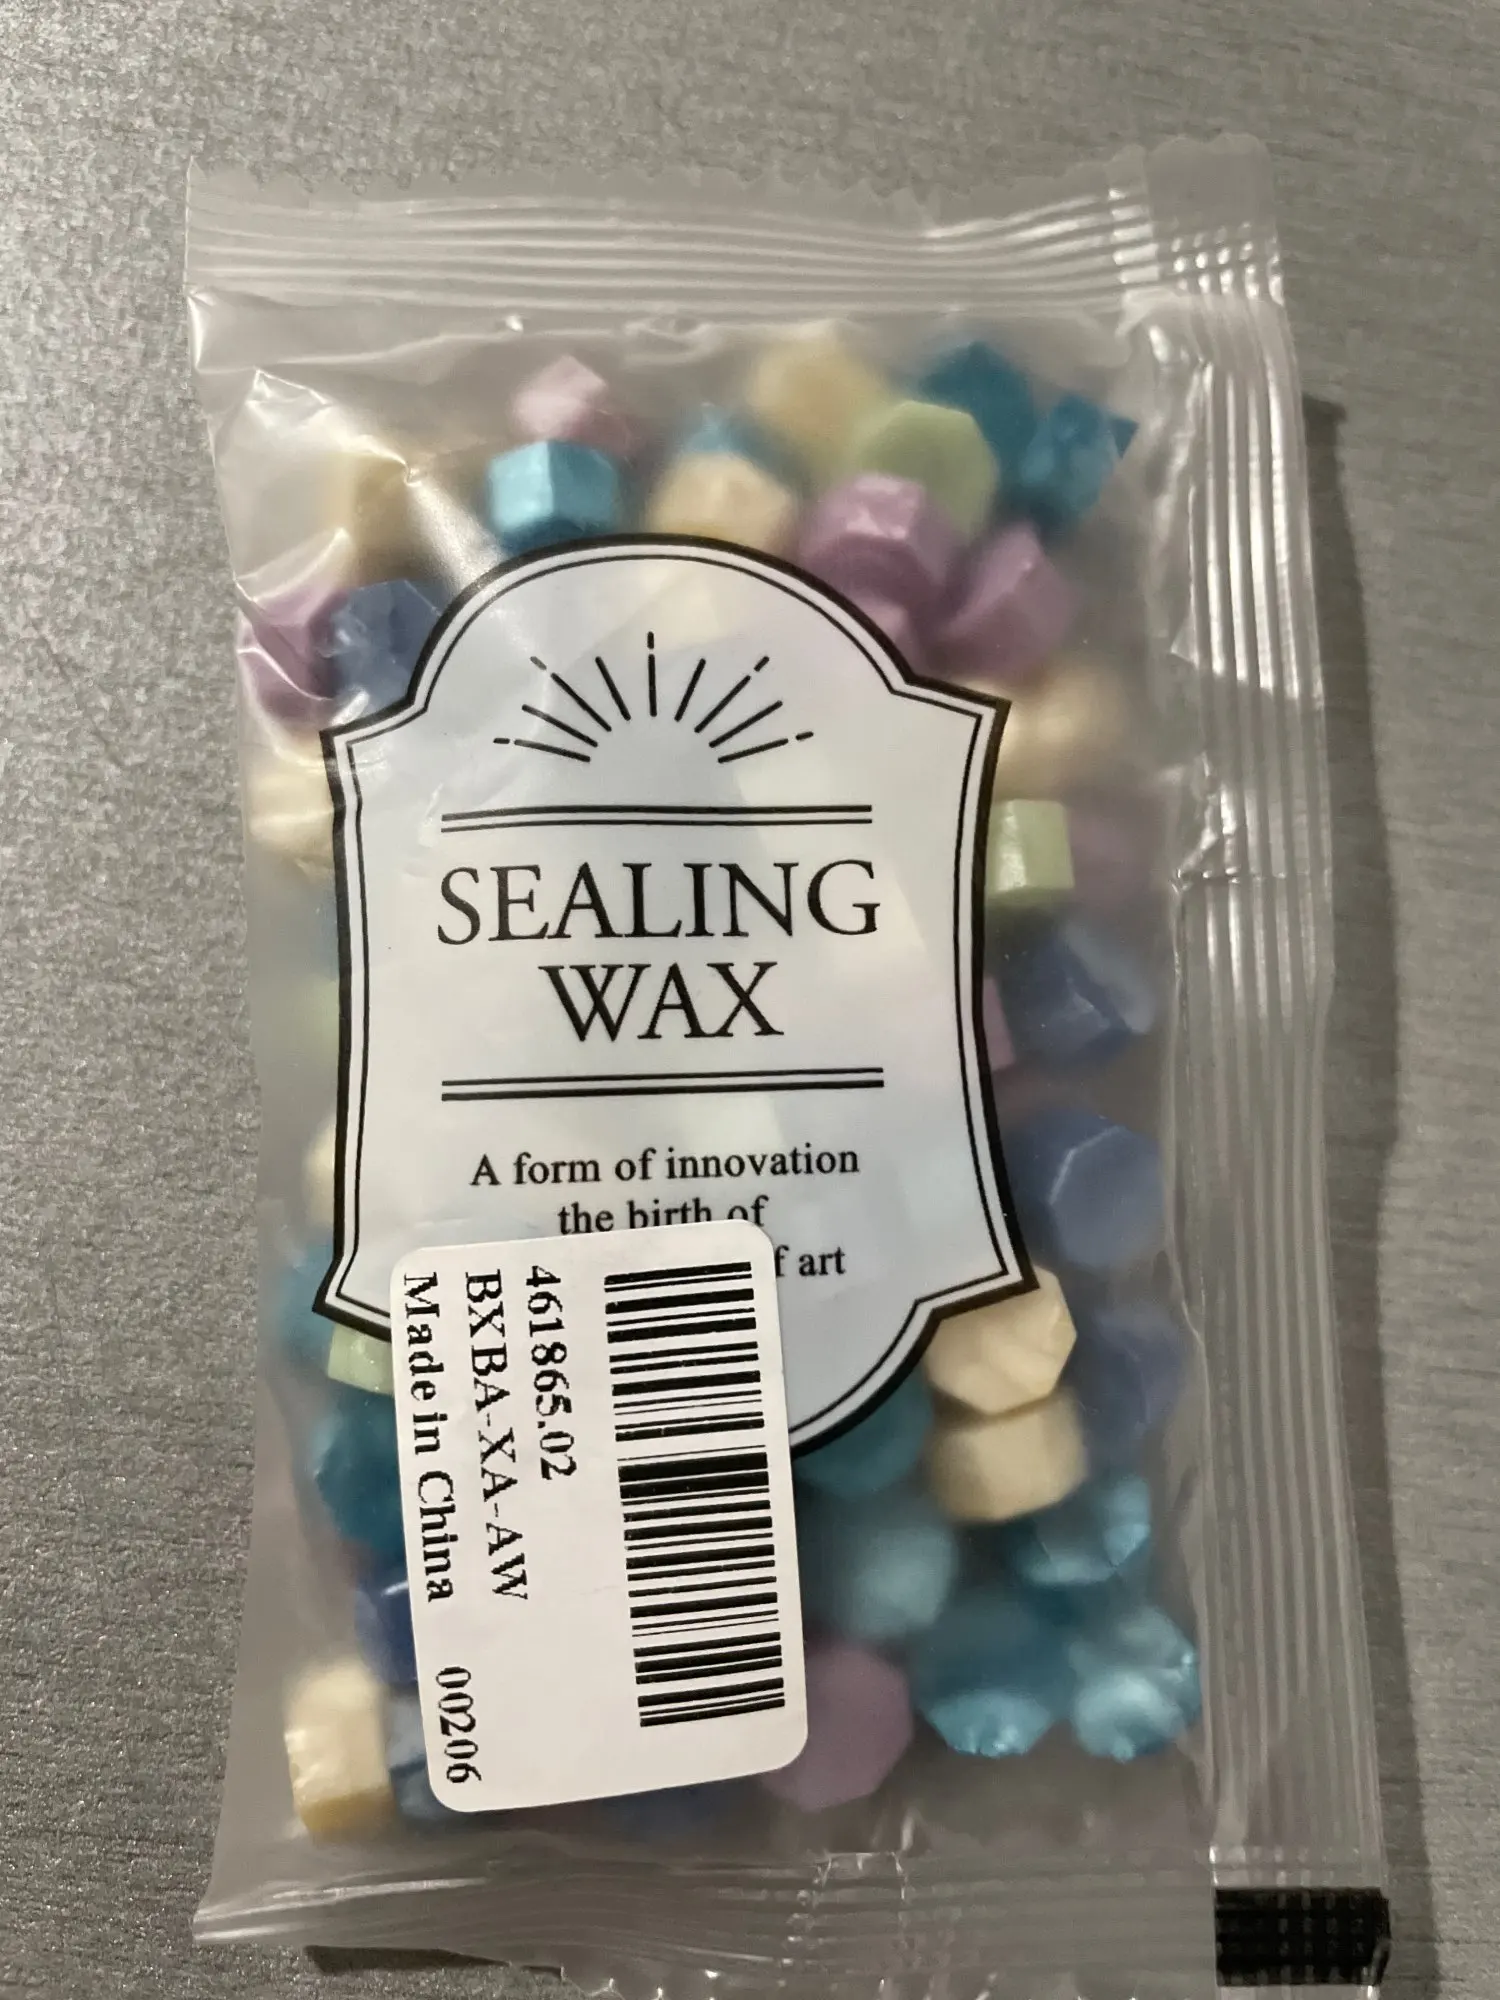 SEALING
WAX
A form of innovation
the birth of
f art
461865.02
BXBA-XA-AW
Made in China 00206